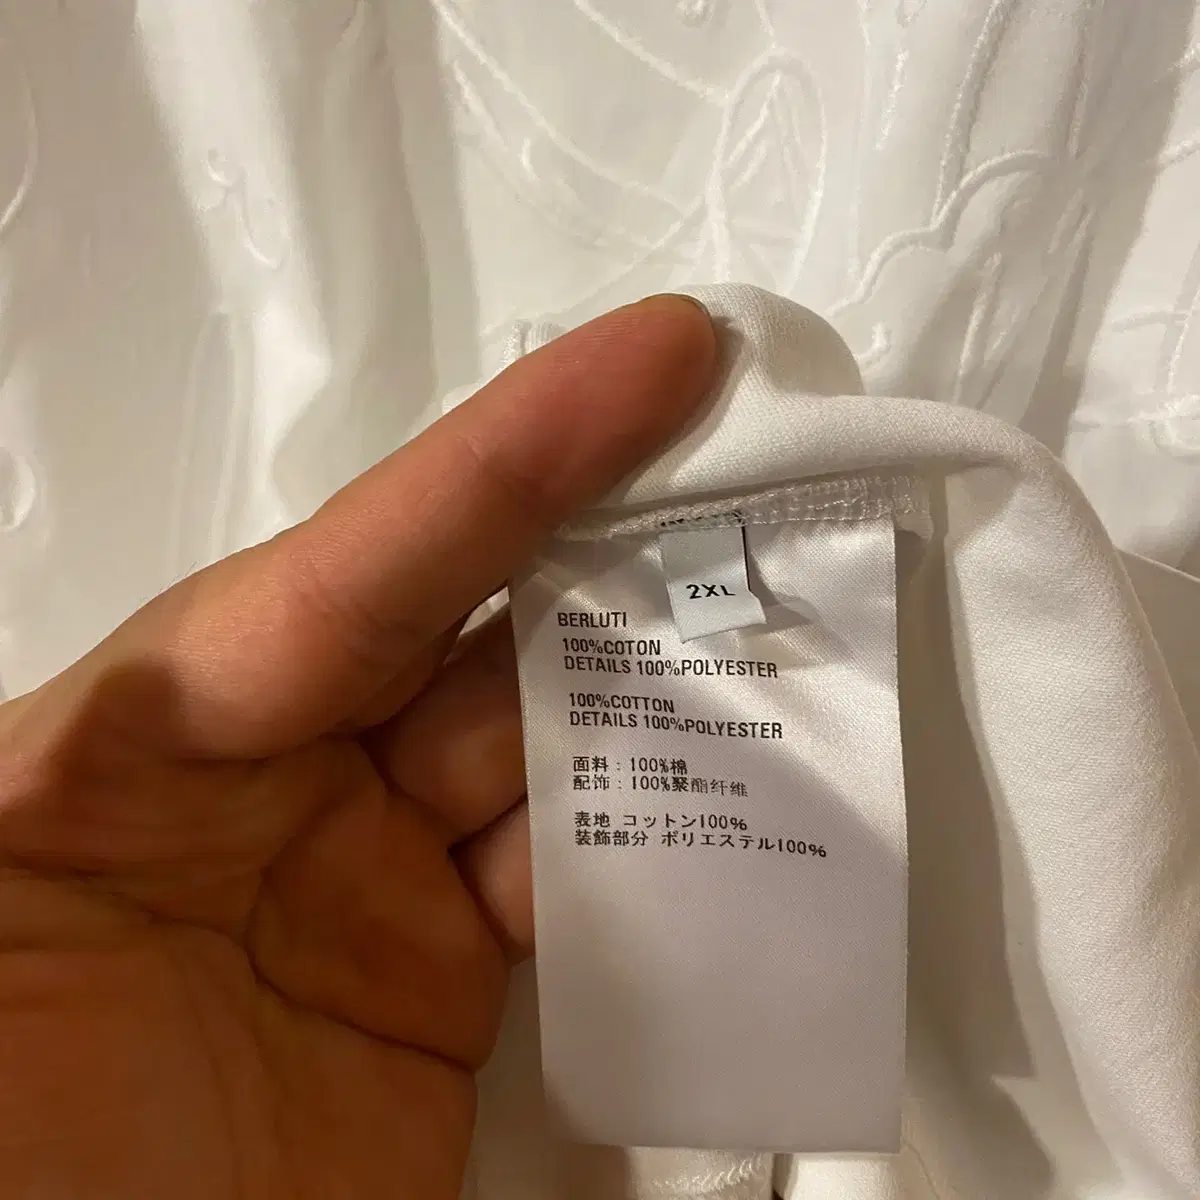 2XL
BERLUTI
100%COTON
DETAILS 100%POLYESTER
100%COTTON
DETAILS 100%POLYESTER
面料：100%棉
配饰：100%聚酯纤维
表地 コットン100%
装飾部分 ポリエステル100%